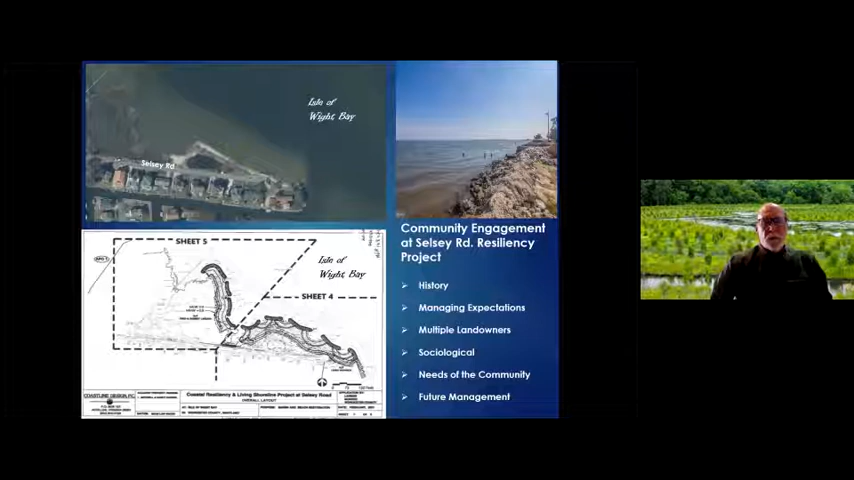 Isle of
Wight Bay
Selsey Rd
SHEET 5
Isle of
Wight Bay
SHEET 4
Coastal Resiliency & Living Shoreline Project at Selsey Road
OVERALL LAYOUT
COASTLINE DESIGN, PC
Community Engagement
at Selsey Rd. Resiliency
Project
➢ History
➢ Managing Expectations
➢ Multiple Landowners
➢ Sociological
➢ Needs of the Community
➢ Future Management